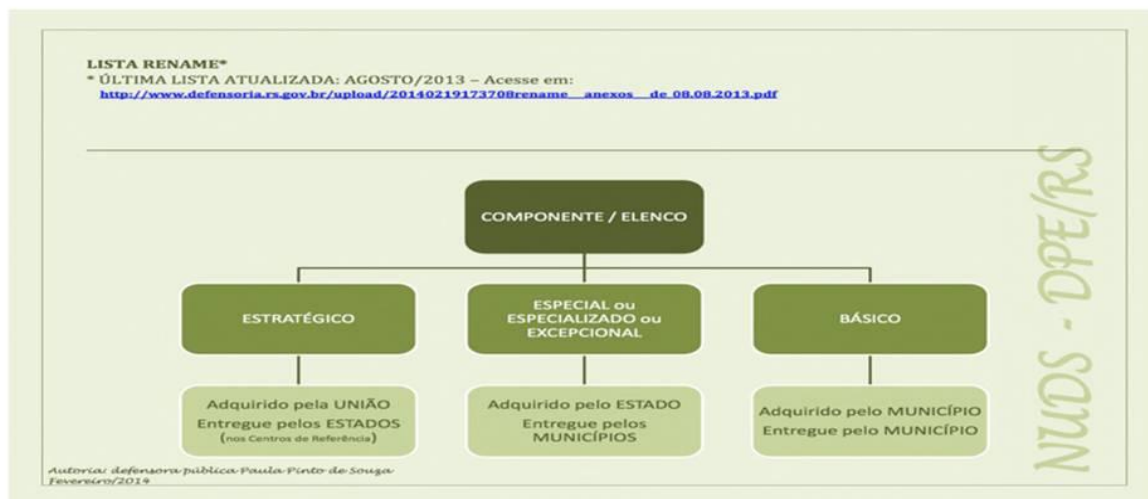 LISTA RENAME*
* ÚLTIMA LISTA ATUALIZADA: AGOSTO/2013 – Acesse em:
http://www.defensoria.rs.gov.br/upload/20140219173708rename__anexos__de_08.08.2013.pdf
COMPONENTE / ELENCO
ESTRATÉGICO
ESPECIAL ou
ESPECIALIZADO ou
EXCEPCIONAL
BÁSICO
Adquirido pela UNIÃO
Entregue pelos ESTADOS
(nos Centros de Referência)
Adquirido pelo ESTADO
Entregue pelos
MUNICÍPIOS
Adquirido pelo MUNICÍPIO
Entregue pelo MUNICÍPIO
NUDS - DPE/RS
Autoria: defensora pública Paula Pinto de Souza
Fevereiro/2014